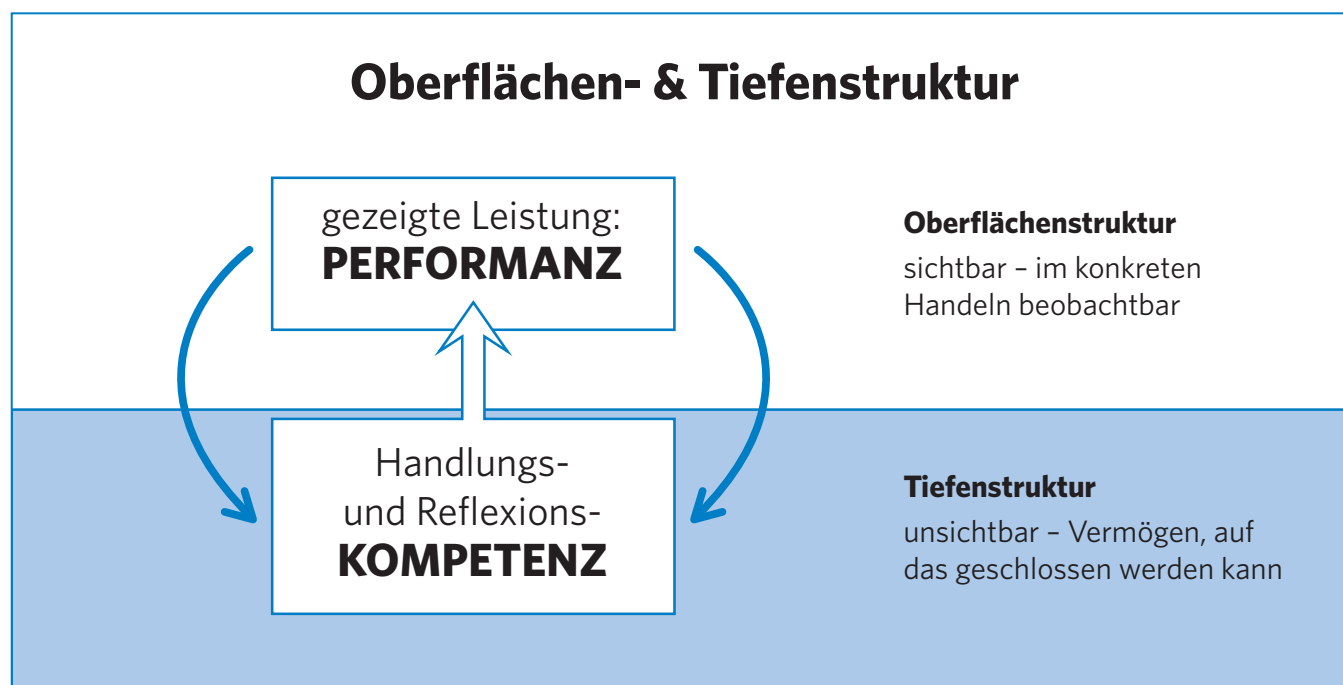 Oberflächen- & Tiefenstruktur
gezeigte Leistung:
PERFORMANZ
Oberflächenstruktur
sichtbar – im konkreten
Handeln beobachtbar
Handlungs-
und Reflexions-
KOMPETENZ
Tiefenstruktur
unsichtbar – Vermögen, auf
das geschlossen werden kann